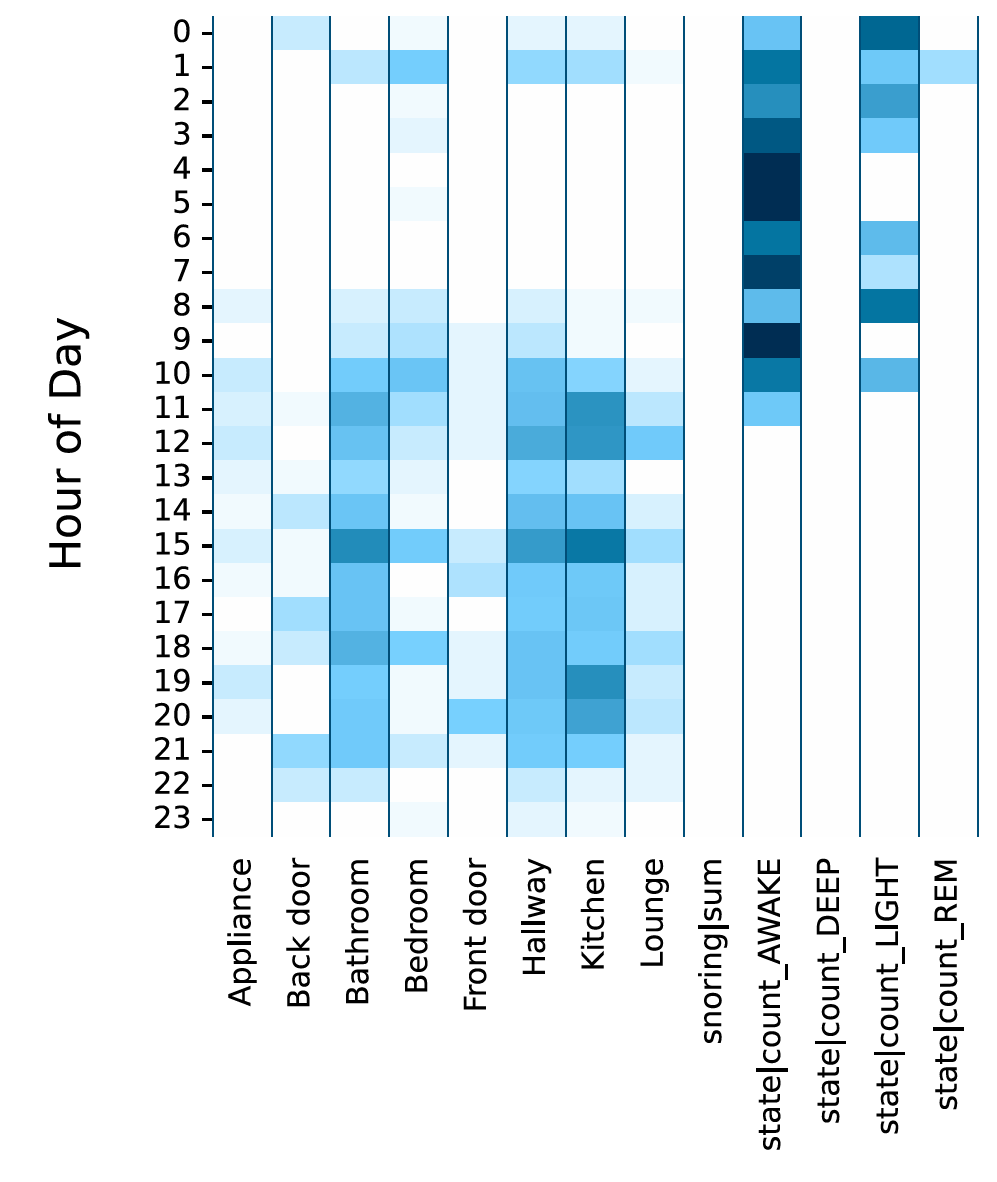 Hour of Day
0
1
2
3
4
5
6
7
8
9
10
11
12
13
14
15
16
17
18
19
20
21
22
23
Appliance
Back door
Bathroom
Bedroom
Front door
Hallway
Kitchen
Lounge
snoring|sum
state|count_AWAKE
state|count_DEEP
state|count_LIGHT
state|count_REM